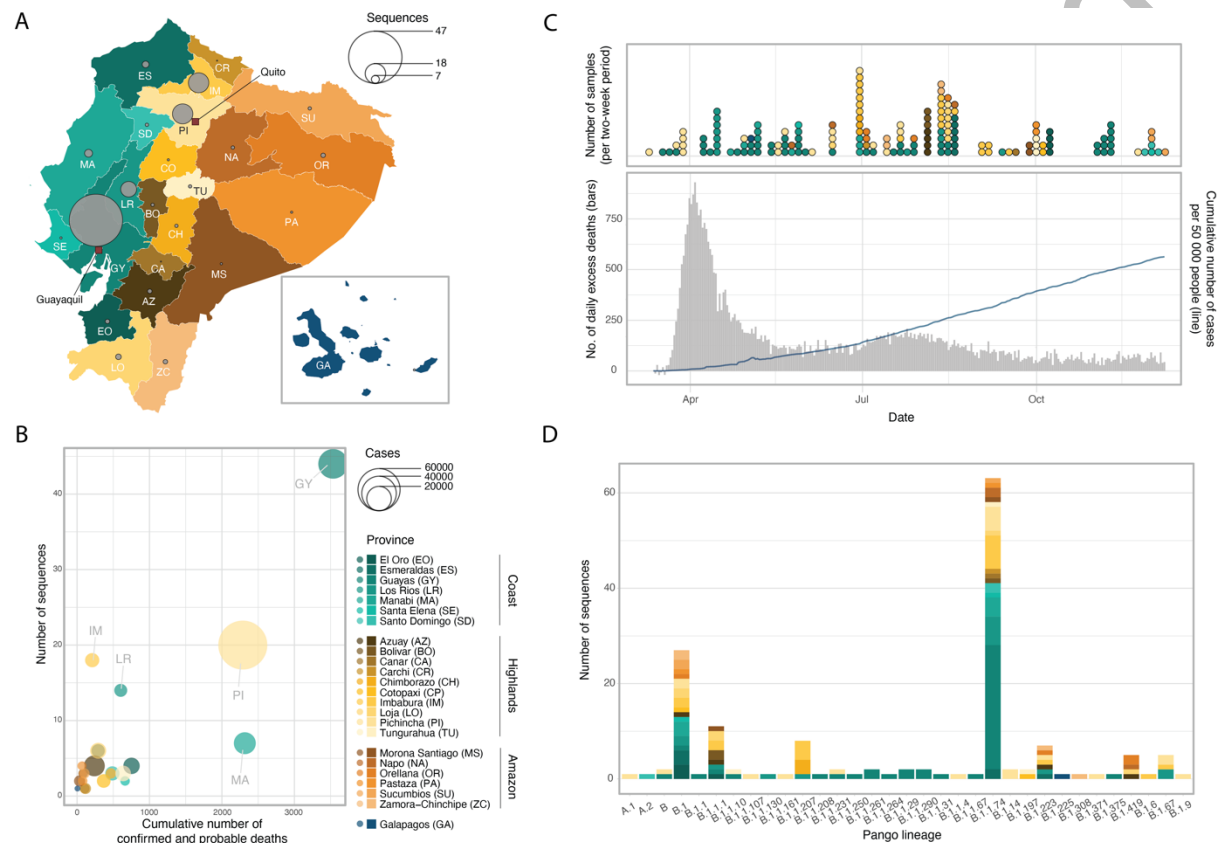 A
Sequences
47
18
7
Quito
ES
CR
IM
PI
SD
SU
MA
CO
NA
OR
TU
LR
BO
PA
CH
SE
GY
CA
MS
Guayaquil
AZ
EO
LO
ZC
GA
C
Number of samples
(per two-week period)
No. of daily excess deaths (bars)
750
500
250
0
Cumulative number of cases
per 50 000 people (line)
Apr
Jul
Oct
Date
B
Number of sequences
40
30
20
10
0
GY
IM
LR
PI
MA
0
1000
2000
3000
Cumulative number of
confirmed and probable deaths
Cases
60000
40000
20000
Province
El Oro (EO)
Esmeraldas (ES)
Guayas (GY)
Los Rios (LR)
Manabi (MA)
Santa Elena (SE)
Santo Domingo (SD)
Coast
Azuay (AZ)
Bolivar (BO)
Canar (CA)
Carchi (CR)
Chimborazo (CH)
Cotopaxi (CP)
Imbabura (IM)
Loja (LO)
Pichincha (PI)
Tungurahua (TU)
Highlands
Morona Santiago (MS)
Napo (NA)
Orellana (OR)
Pastaza (PA)
Sucumbios (SU)
Zamora−Chinchipe (ZC)
Amazon
Galapagos (GA)
D
Number of sequences
60
40
20
0
A.1
A.2
B
B.1
B.1.1
B.1.1.1
B.1.1.10
B.1.107
B.1.130
B.1.161
B.1.1.207
B.1.1.208
B.1.231
B.1.1.250
B.1.1.261
B.1.1.264
B.1.1.29
B.1.1.290
B.1.1.31
B.1.1.4
B.1.1.67
B.1.1.74
B.1.14
B.1.197
B.1.223
B.1.225
B.1.308
B.1.371
B.1.375
B.1.419
B.1.6
B.1.67
B.1.1.9
Pango lineage